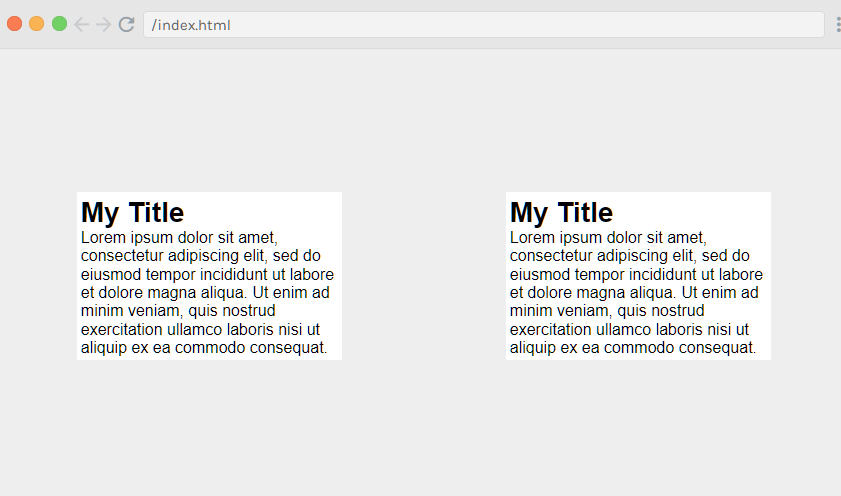 /index.html
My Title
Lorem ipsum dolor sit amet,
consectetur adipiscing elit, sed do
eiusmod tempor incididunt ut labore
et dolore magna aliqua. Ut enim ad
minim veniam, quis nostrud
exercitation ullamco laboris nisi ut
aliquip ex ea commodo consequat.
My Title
Lorem ipsum dolor sit amet,
consectetur adipiscing elit, sed do
eiusmod tempor incididunt ut labore
et dolore magna aliqua. Ut enim ad
minim veniam, quis nostrud
exercitation ullamco laboris nisi ut
aliquip ex ea commodo consequat.